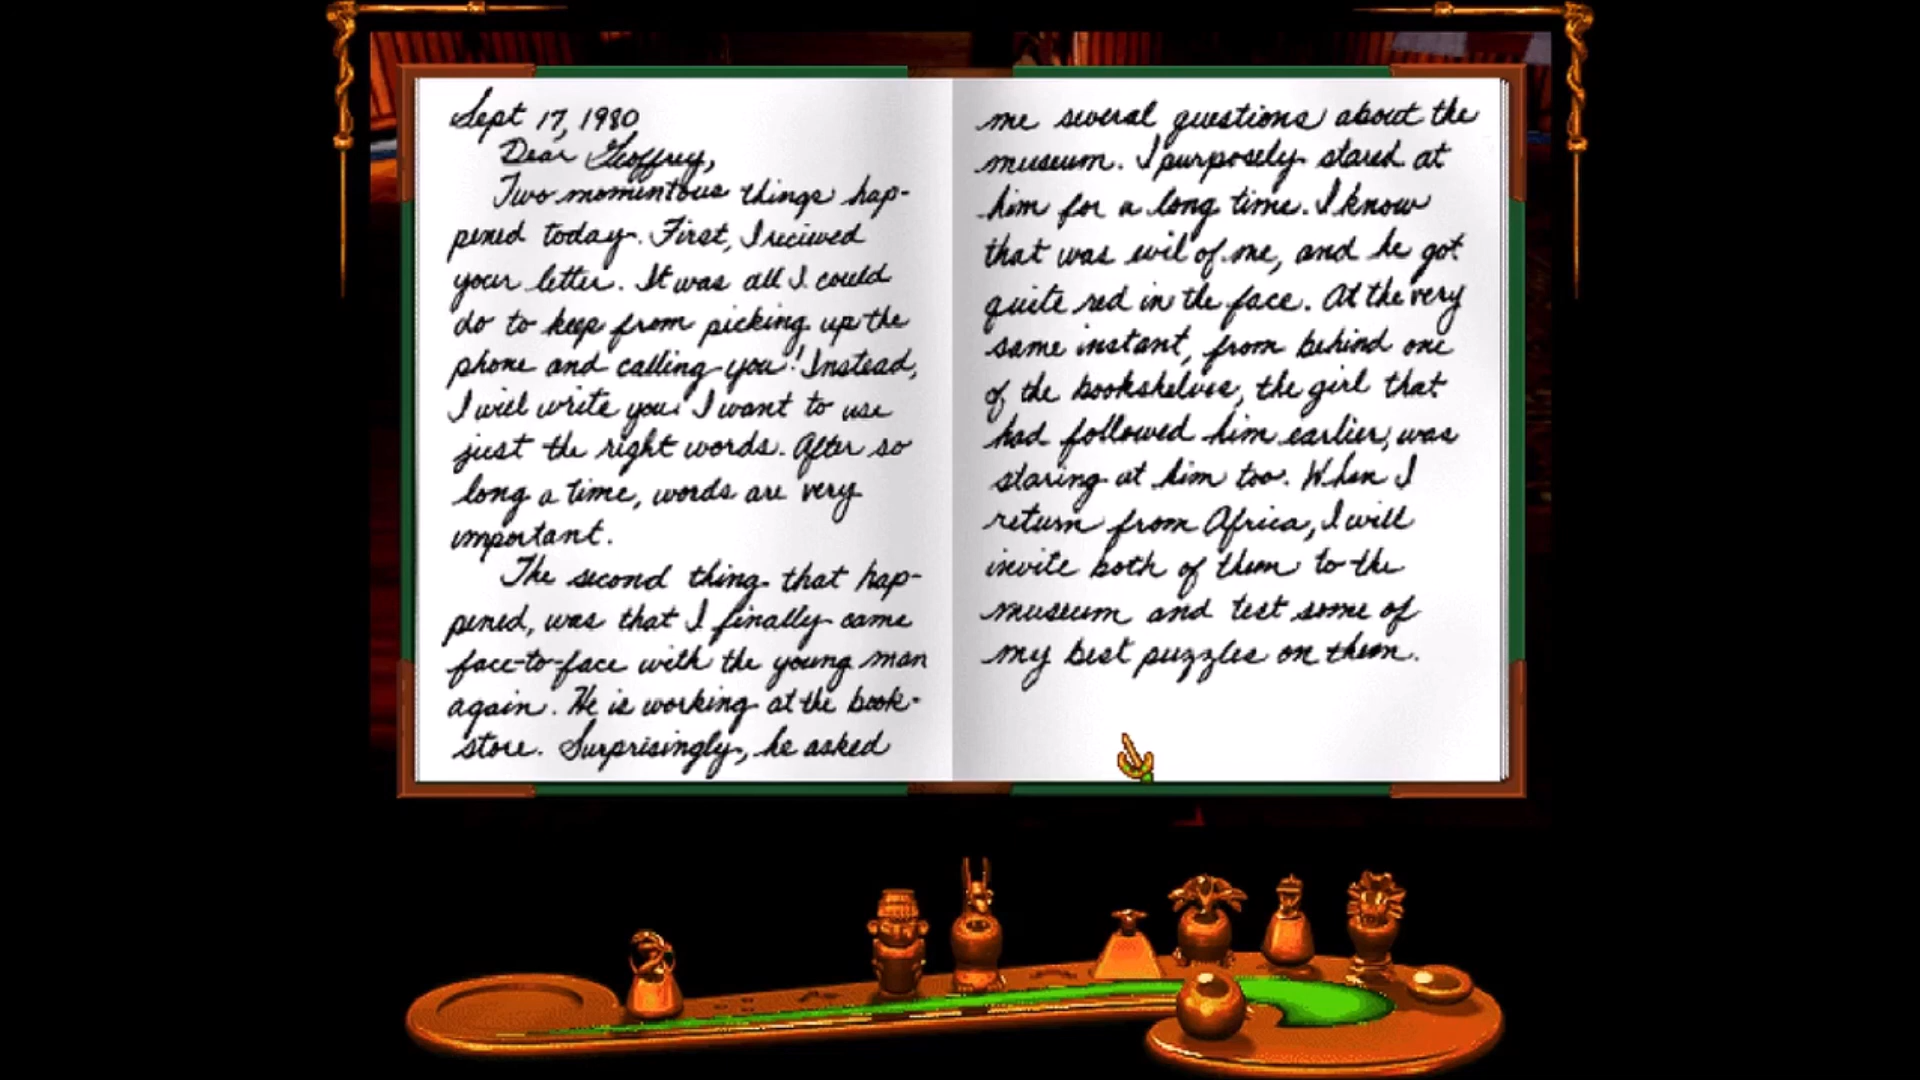 Sept 17, 1980
Dear Geoffrey,
Two momentous things hap-
pened today. First, I recieved
your letter. It was all I could
do to keep from picking up the
phone and calling you! Instead,
I will write you. I want to use
just the right words. After so
long a time, words are very
important.
The second thing that hap-
pened, was that I finally came
face-to-face with the young man
again. He is working at the book-
store. Surprisingly, he asked
me several questions about the
museum. I purposely stared at
him for a long time. I know
that was evil of me, and he got
quite red in the face. At the very
same instant, from behind one
of the bookshelves, the girl that
had followed him earlier, was
staring at him too. When I
return from Africa, I will
invite both of them to the
museum and test some of
my best puzzles on them.